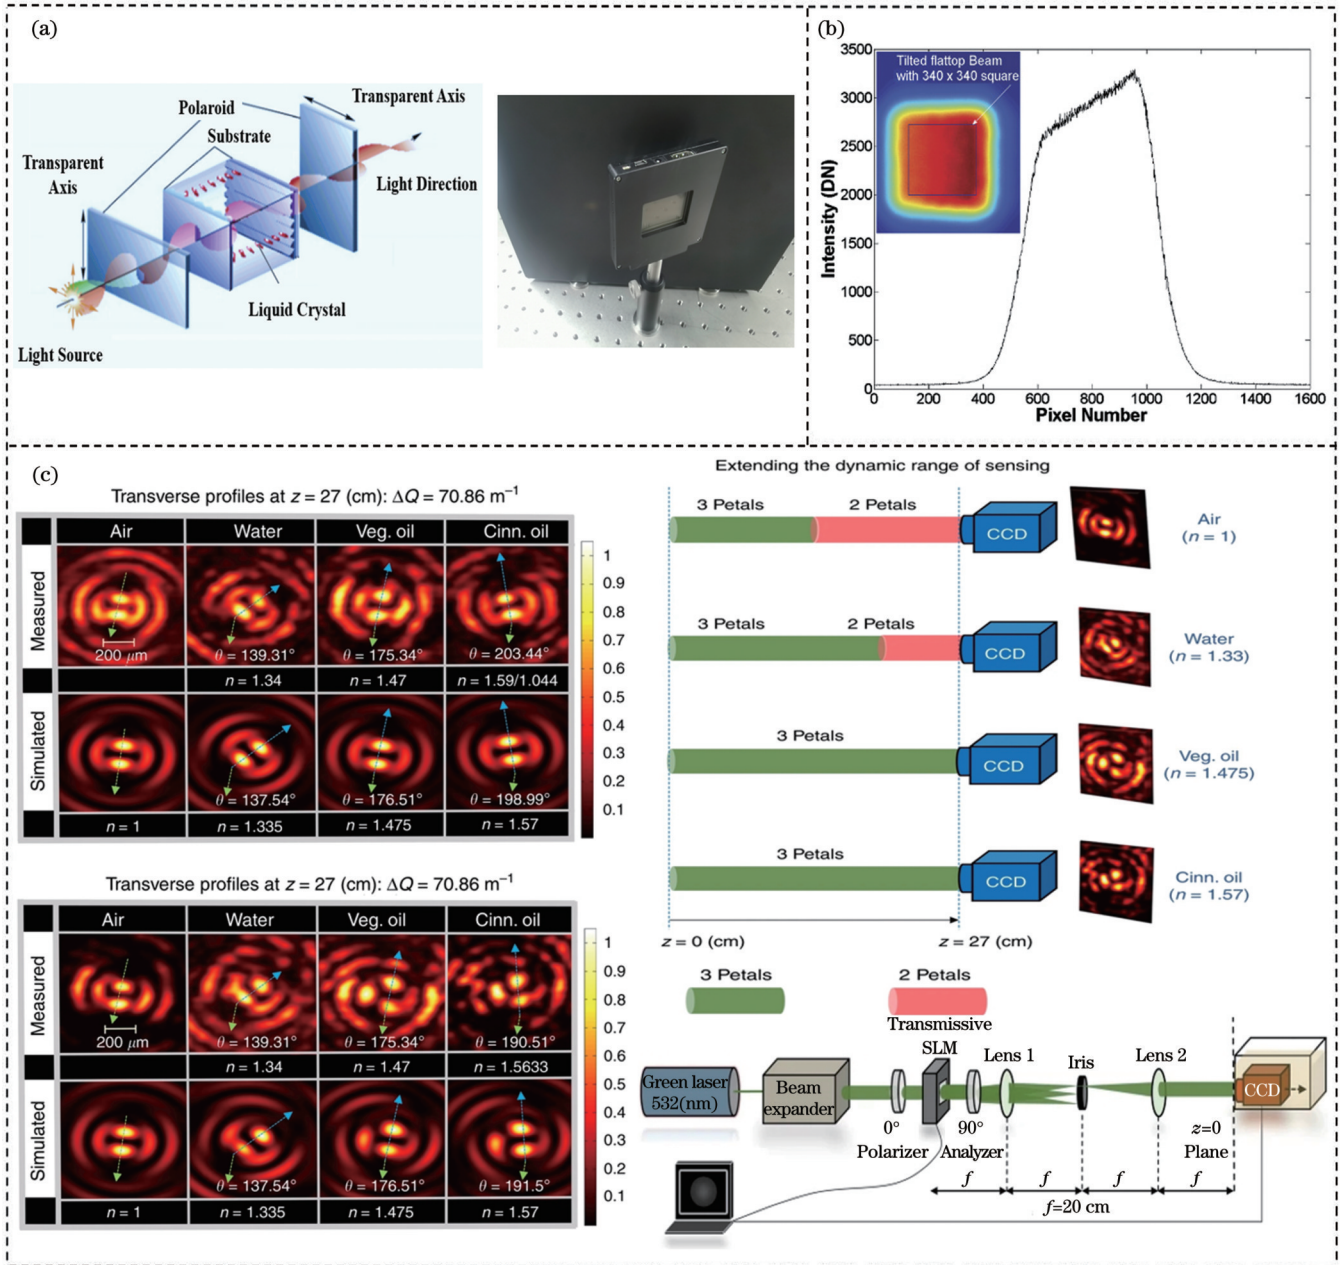 (a)
Polaroid
Transparent Axis
Substrate
Transparent
Axis
Light Direction
Liquid Crystal
Light Source
(b)
3500
3000
2500
2000
1500
1000
500
0
Intensity (DN)
Tilted flattop Beam
with 340 x 340 square
0 200 400 600 800 1000 1200 1400 1600
Pixel Number
(c)
Transverse profiles at z = 27 (cm): ΔQ = 70.86 m⁻¹
Air Water Veg. oil Cinn. oil
Measured
200 μm θ = 139.31° θ = 175.34° θ = 203.44°
n = 1.34 n = 1.47 n = 1.59/1.044
Simulated
θ = 137.54° θ = 176.51° θ = 198.99°
n = 1 n = 1.335 n = 1.475 n = 1.57
1
0.9
0.8
0.7
0.6
0.5
0.4
0.3
0.2
0.1
Transverse profiles at z = 27 (cm): ΔQ = 70.86 m⁻¹
Air Water Veg. oil Cinn. oil
Measured
200 μm θ = 139.31° θ = 175.34° θ = 190.51°
n = 1.34 n = 1.47 n = 1.5633
Simulated
θ = 137.54° θ = 176.51° θ = 191.5°
n = 1 n = 1.335 n = 1.475 n = 1.57
1
0.9
0.8
0.7
0.6
0.5
0.4
0.3
0.2
0.1
Extending the dynamic range of sensing
3 Petals 2 Petals
CCD
Air
(n = 1)
3 Petals 2 Petals
CCD
Water
(n = 1.33)
3 Petals
CCD
Veg. oil
(n = 1.475)
3 Petals
CCD
Cinn. oil
(n = 1.57)
z = 0 (cm) z = 27 (cm)
3 Petals 2 Petals
Transmissive
SLM Lens 1 Iris Lens 2
Green laser
532(nm)
Beam
expander
CCD
0° 90° z=0
Polarizer Analyzer Plane
f f f f
f=20 cm